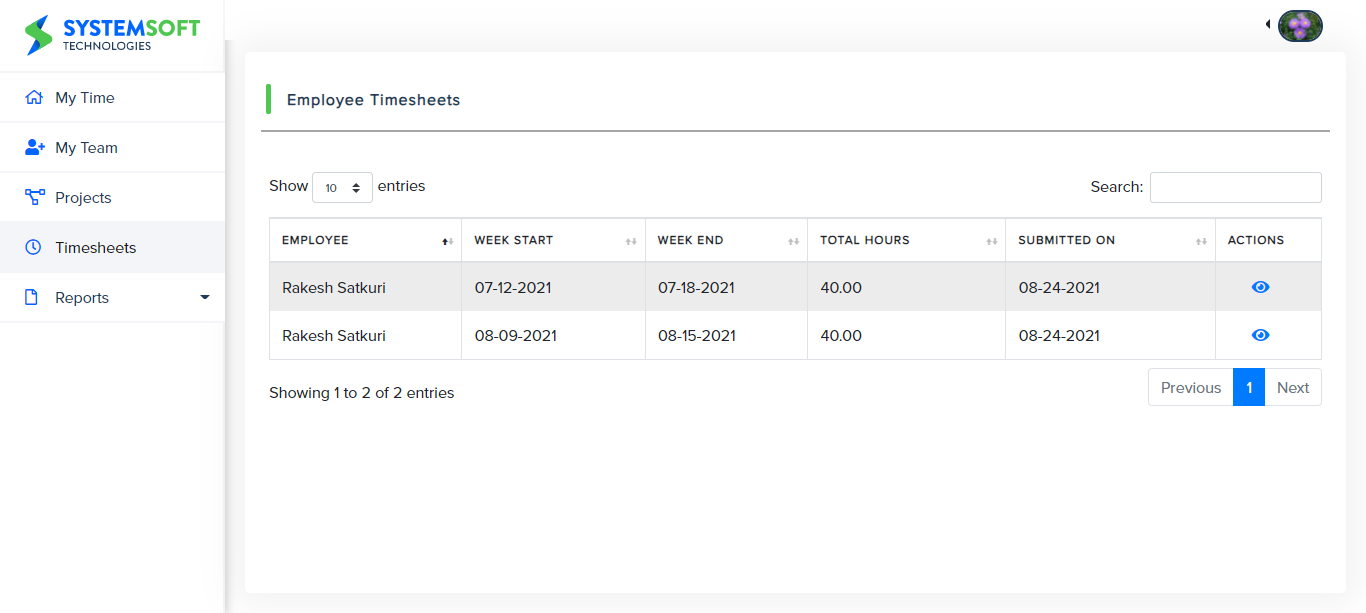 SYSTEMSOFT
TECHNOLOGIES
My Time
My Team
Projects
Timesheets
Reports
Employee Timesheets
Show 10 entries Search:
EMPLOYEE WEEK START WEEK END TOTAL HOURS SUBMITTED ON ACTIONS
Rakesh Satkuri 07-12-2021 07-18-2021 40.00 08-24-2021
Rakesh Satkuri 08-09-2021 08-15-2021 40.00 08-24-2021
Showing 1 to 2 of 2 entries Previous 1 Next